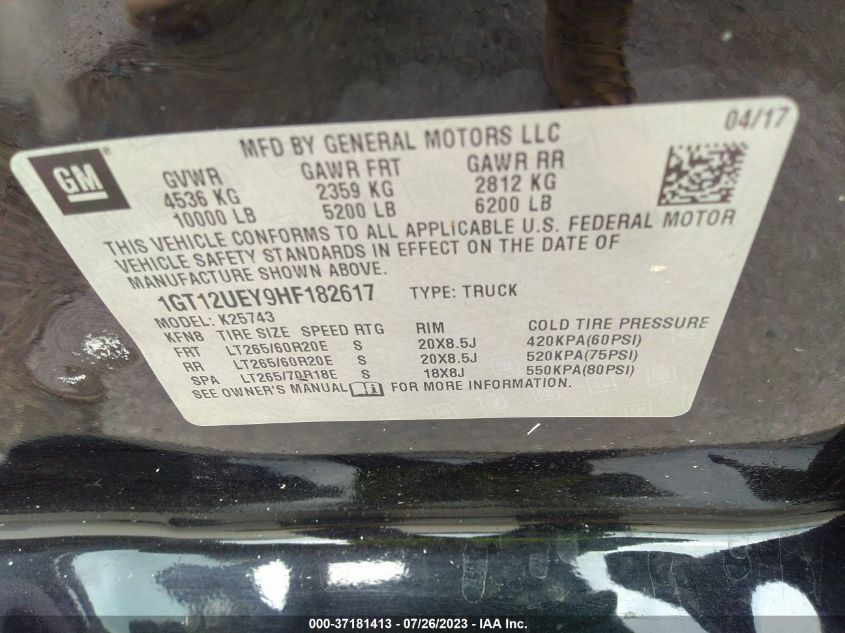 04/17
MFD BY GENERAL MOTORS LLC
GM
GVWR GAWR FRT GAWR RR
4536 KG 2359 KG 2812 KG
10000 LB 5200 LB 6200 LB
THIS VEHICLE CONFORMS TO ALL APPLICABLE U.S. FEDERAL MOTOR
VEHICLE SAFETY STANDARDS IN EFFECT ON THE DATE OF
MANUFACTURE SHOWN ABOVE.
1GT12UEY9HF182617 TYPE: TRUCK
MODEL: K25743
KFN8 TIRE SIZE SPEED RTG RIM COLD TIRE PRESSURE
FRT LT265/60R20E S 20X8.5J 420KPA(60PSI)
RR LT265/60R20E S 20X8.5J 520KPA(75PSI)
SPA LT265/70R18E S 18X8J 550KPA(80PSI)
SEE OWNER'S MANUAL FOR MORE INFORMATION.
000-37181413 - 07/26/2023 - IAA Inc.